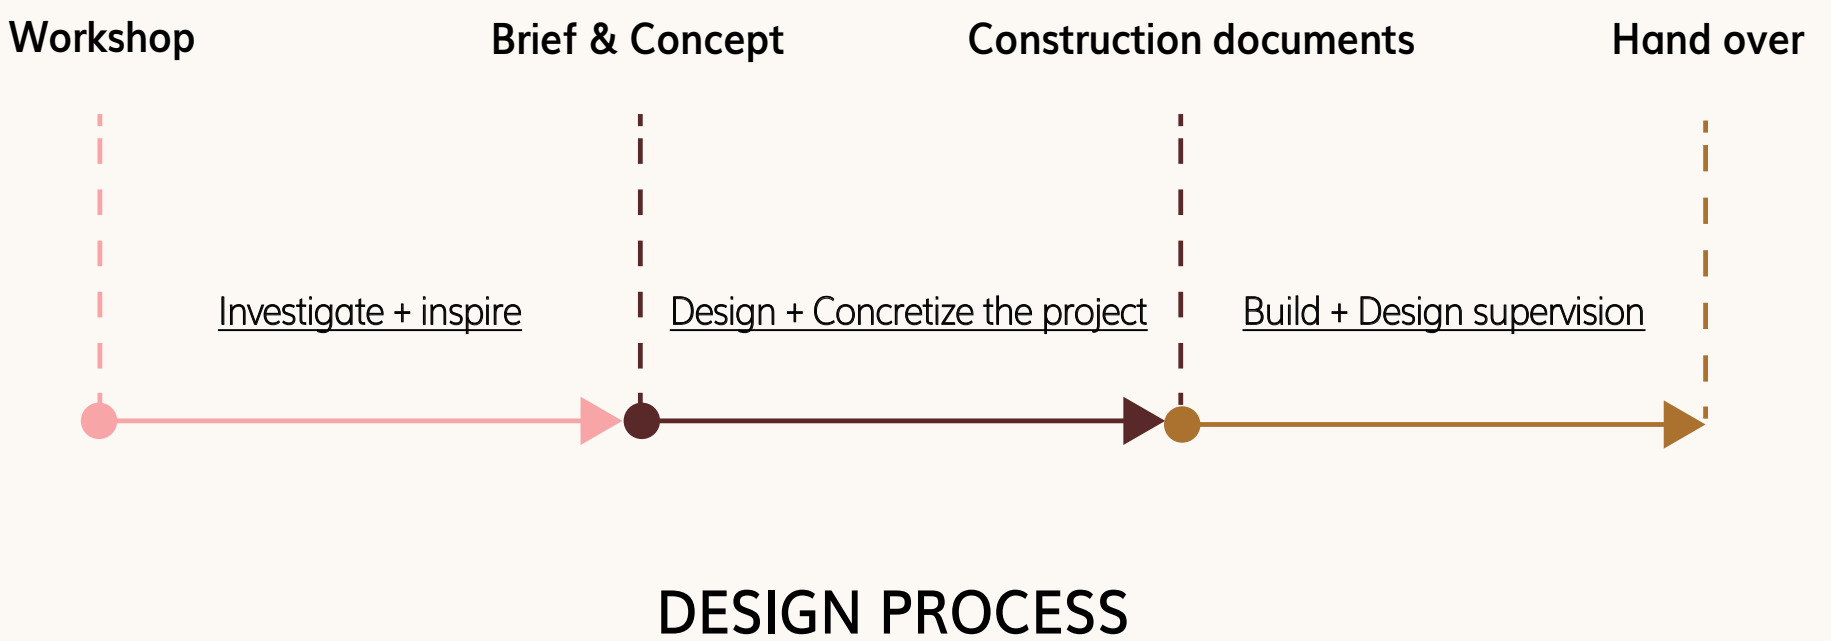 Workshop
Brief & Concept
Construction documents
Hand over
Investigate + inspire
Design + Concretize the project
Build + Design supervision
DESIGN PROCESS